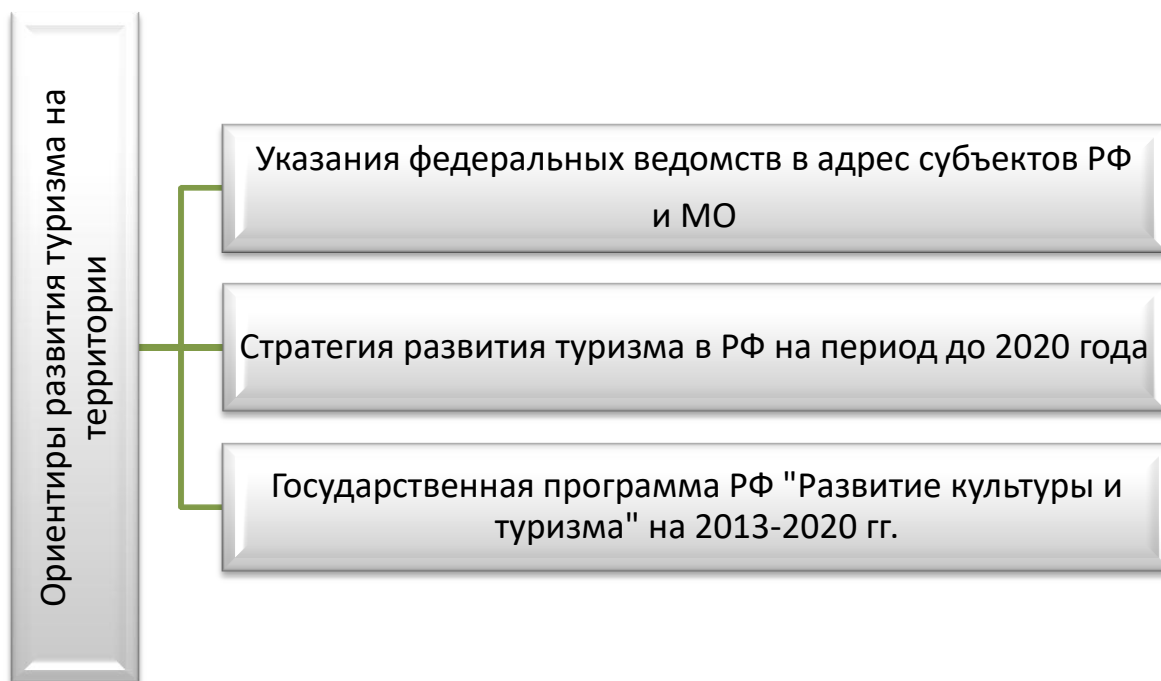 Ориентиры развития туризма на
территории
Указания федеральных ведомств в адрес субъектов РФ
и МО
Стратегия развития туризма в РФ на период до 2020 года
Государственная программа РФ "Развитие культуры и
туризма" на 2013-2020 гг.